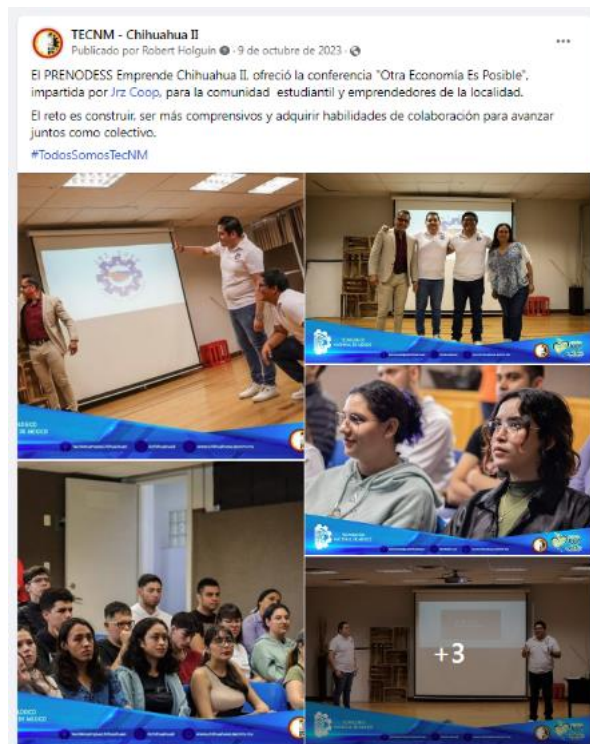 TECNM - Chihuahua II
Publicado por Robert Holguín · 9 de octubre de 2023 ·
El PRENODESS Emprende Chihuahua II, ofreció la conferencia "Otra Economía Es Posible",
impartida por Jrz Coop, para la comunidad estudiantil y emprendedores de la localidad.
El reto es construir, ser más comprensivos y adquirir habilidades de colaboración para avanzar
juntos como colectivo.
#TodosSomosTecNM
+3